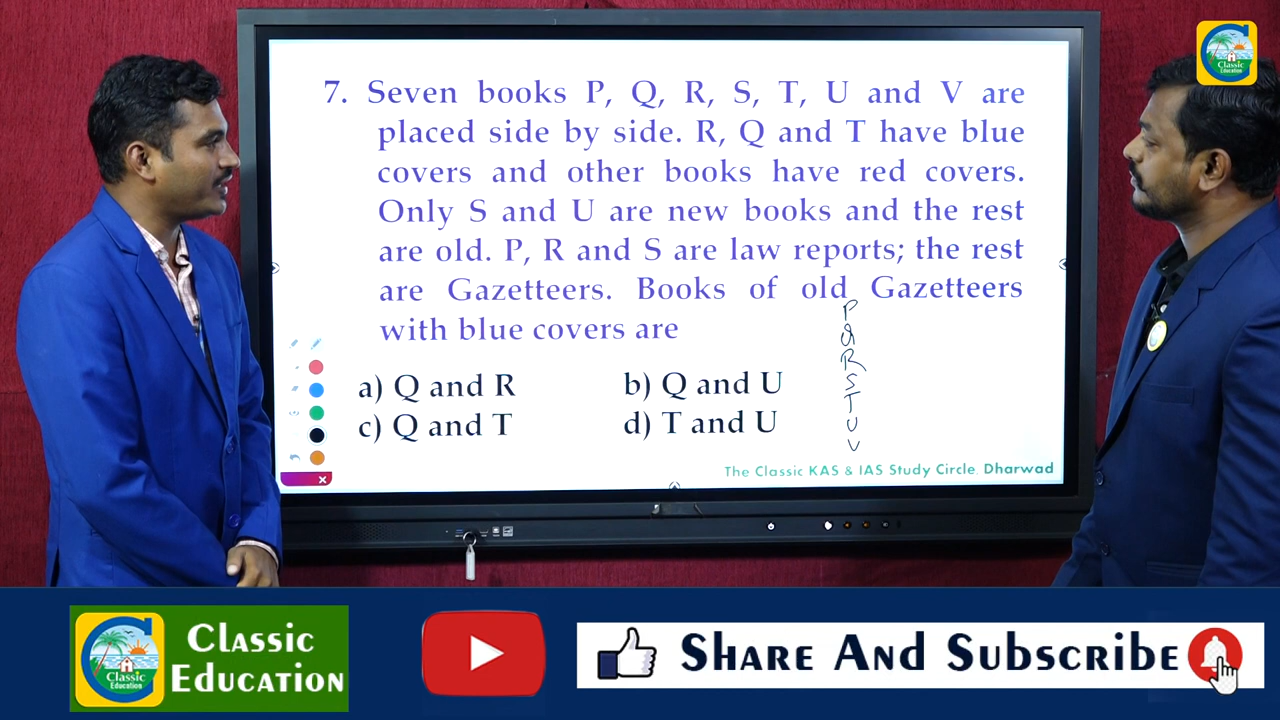 Classic
Education
7. Seven books P, Q, R, S, T, U and V are
placed side by side. R, Q and T have blue
covers and other books have red covers.
Only S and U are new books and the rest
are old. P, R and S are law reports; the rest
are Gazetteers. Books of old Gazetteers
with blue covers are
P
Q
R
S
T
U
V
a) Q and R
b) Q and U
c) Q and T
d) T and U
The Classic KAS & IAS Study Circle, Dharwad
Classic
Education
Classic
Education
Share And Subscribe